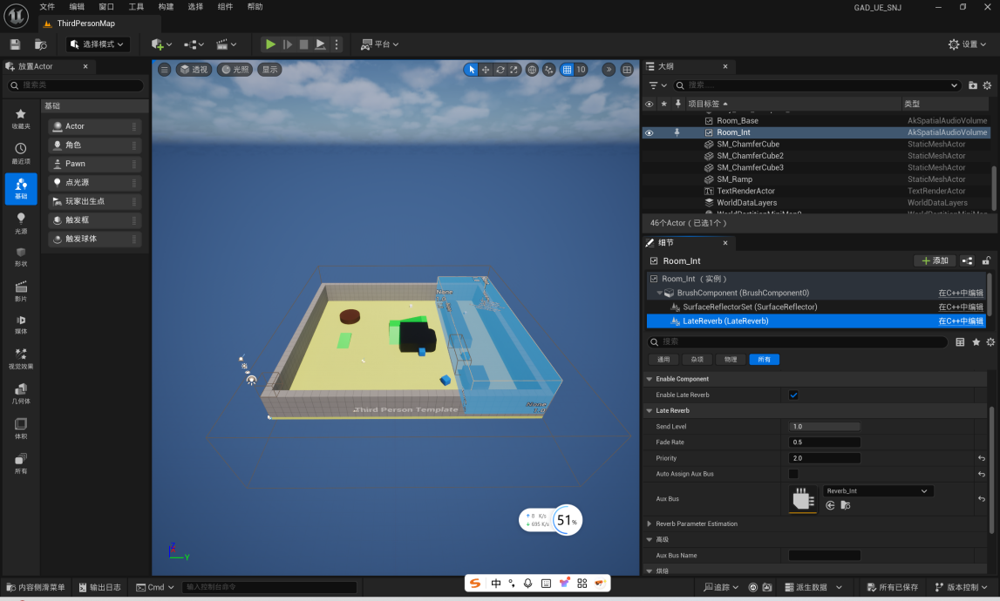 文件 编辑 窗口 工具 构建 选择 组件 帮助
GAD_UE_SNJ
ThirdPersonMap
选择模式
平台
设置
放置Actor
搜索类
收藏夹
最近项
基础
光源
形状
影片
媒体
视觉效果
几何体
体积
所有
基础
Actor
角色
Pawn
点光源
玩家出生点
触发框
触发球体
透视 光照 显示
10
None
Third Person Template
Z
Y
↑ 8 K/s
↓ 695 K/s
51%
大纲
搜索......
项目标签 类型
Room_Base AkSpatialAudioVolume
Room_Int AkSpatialAudioVolume
SM_ChamferCube StaticMeshActor
SM_ChamferCube2 StaticMeshActor
SM_ChamferCube3 StaticMeshActor
SM_Ramp StaticMeshActor
TextRenderActor TextRenderActor
WorldDataLayers WorldDataLayers
46个Actor（已选1个）
细节
Room_Int
添加
Room_Int （实例）
BrushComponent (BrushComponent0) 在C++中编辑
SurfaceReflectorSet (SurfaceReflector) 在C++中编辑
LateReverb (LateReverb) 在C++中编辑
搜索
通用 杂项 物理 所有
Enable Component
Enable Late Reverb
Late Reverb
Send Level 1.0
Fade Rate 0.5
Priority 2.0
Auto Assign Aux Bus
Aux Bus Reverb_Int
Reverb Parameter Estimation
高级
Aux Bus Name
烘焙
内容侧滑菜单 输出日志 Cmd 输入控制台命令
中
追踪 派生数据 所有已保存 版本控制